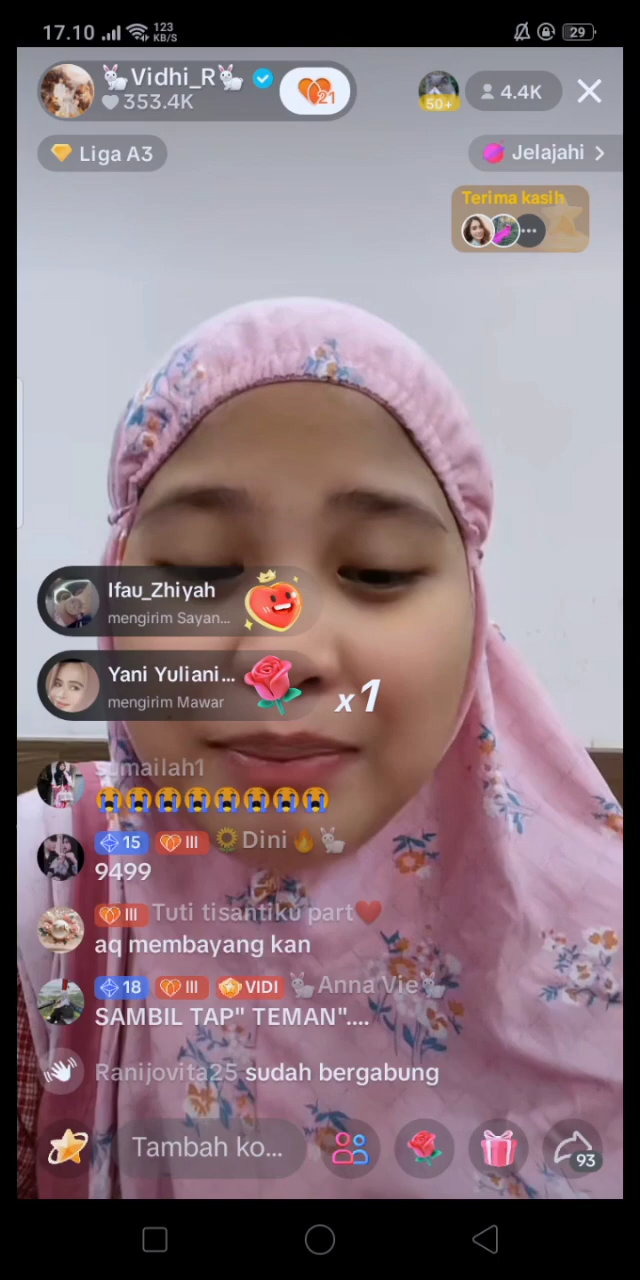 17.10
123
KB/S
29
🐇Vidhi_R🐇
353.4K
21
50+
4.4K
Liga A3
Jelajahi >
Terima kasih
Ifau_Zhiyah
mengirim Sayan...
Yani Yuliani...
mengirim Mawar
x1
sumailah1
😭😭😭😭😭😭😭😭
15 III 🌻Dini🔥🐇
9499
III Tuti tisantiku part❤️
aq membayang kan
18 III VIDI 🐇Anna Vie🐇
SAMBIL TAP" TEMAN"....
Ranijovita25 sudah bergabung
Tambah ko...
93